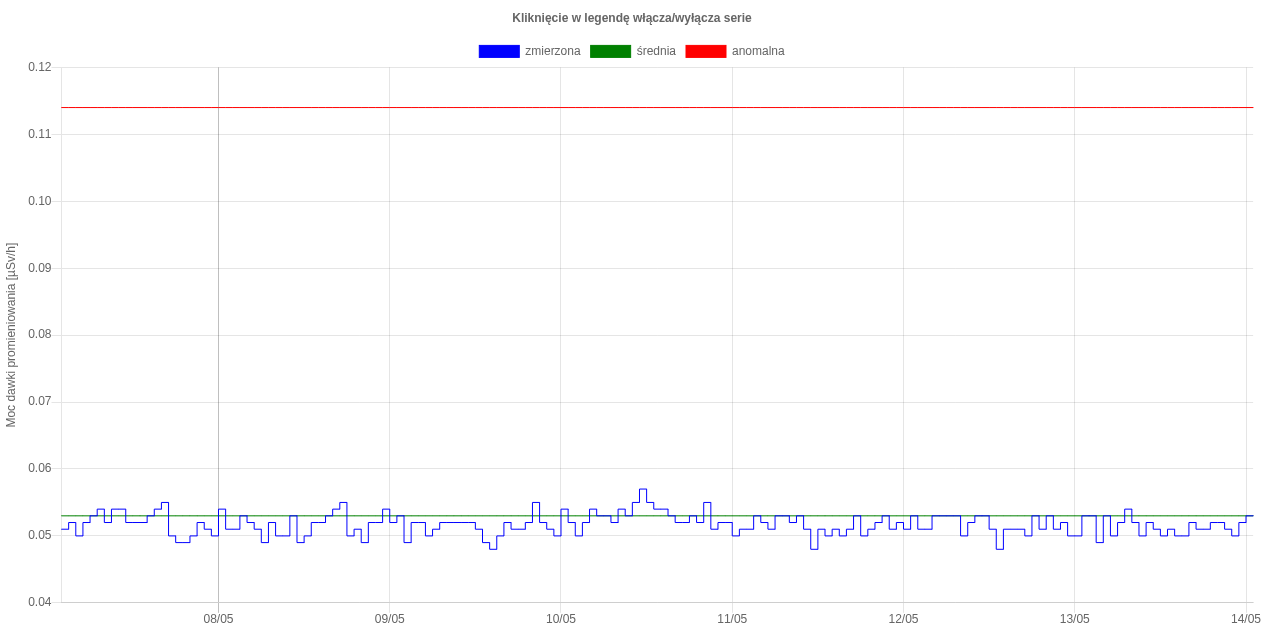 Kliknięcie w legendę włącza/wyłącza serie
zmierzona średnia anomalna
Moc dawki promieniowania [µSv/h]
0.12
0.11
0.10
0.09
0.08
0.07
0.06
0.05
0.04
08/05 09/05 10/05 11/05 12/05 13/05 14/05